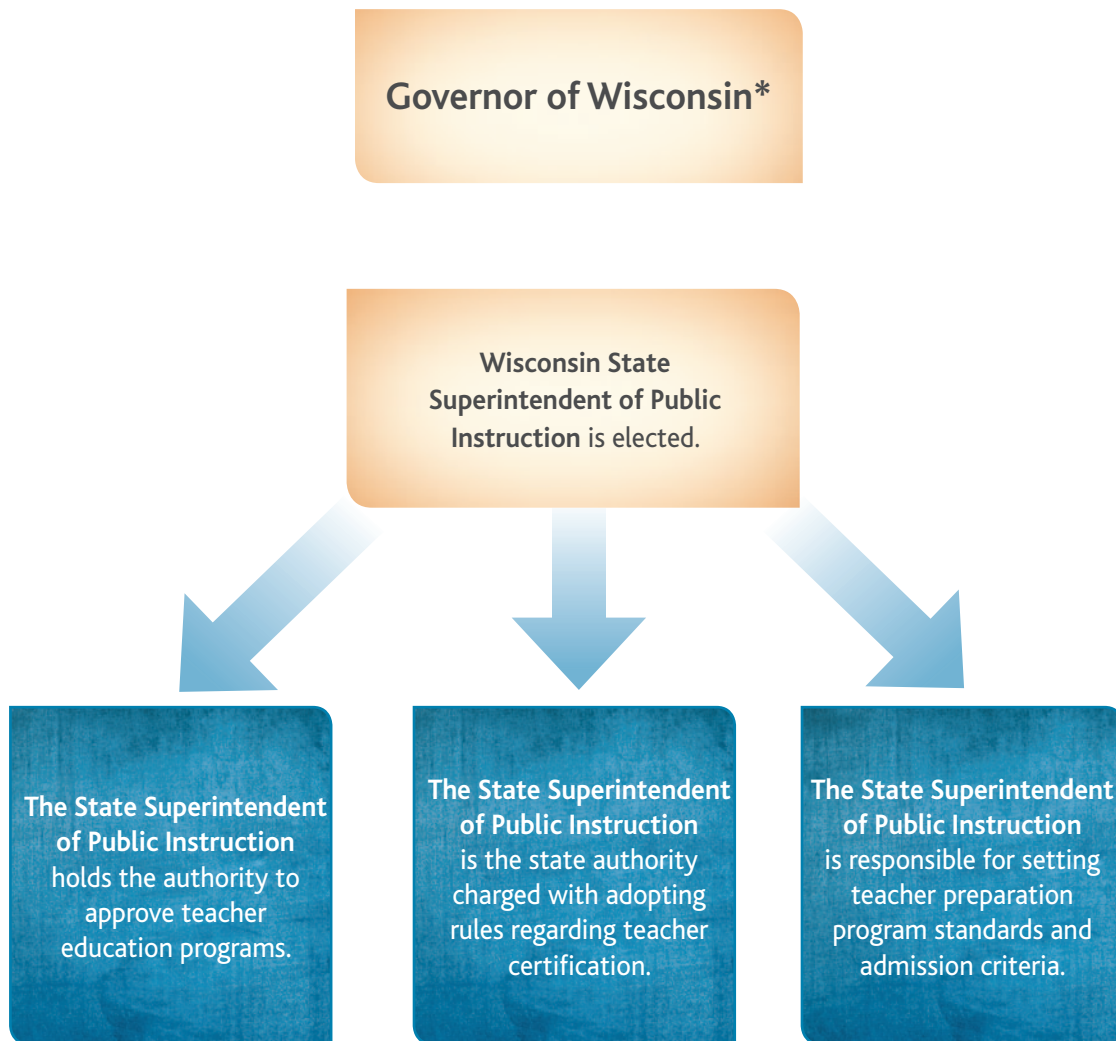 Governor of Wisconsin*
Wisconsin State
Superintendent of Public
Instruction is elected.
The State Superintendent
of Public Instruction
holds the authority to
approve teacher
education programs.
The State Superintendent
of Public Instruction
is the state authority
charged with adopting
rules regarding teacher
certification.
The State Superintendent
of Public Instruction
is responsible for setting
teacher preparation
program standards and
admission criteria.